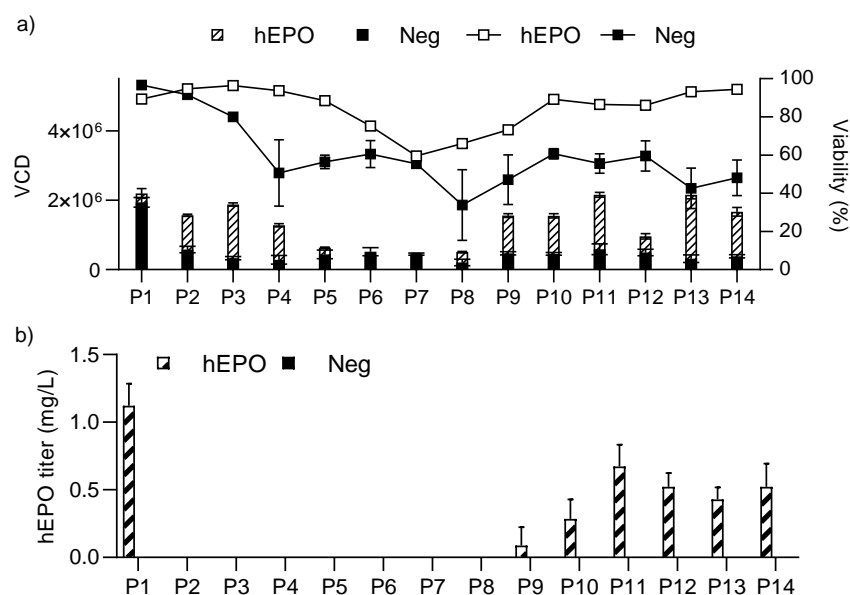 a)
hEPO Neg hEPO Neg
VCD
4×10⁶
2×10⁶
0
100
80
60
40
20
0
Viability (%)
P1 P2 P3 P4 P5 P6 P7 P8 P9 P10 P11 P12 P13 P14
b)
hEPO Neg
hEPO titer (mg/L)
1.5
1.0
0.5
0.0
P1 P2 P3 P4 P5 P6 P7 P8 P9 P10 P11 P12 P13 P14